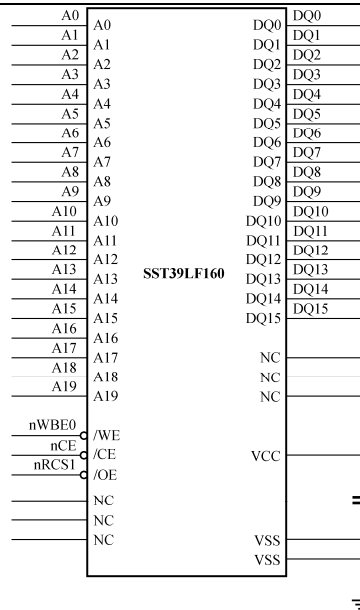 A0 A0 DQ0 DQ0
A1 A1 DQ1 DQ1
A2 A2 DQ2 DQ2
A3 A3 DQ3 DQ3
A4 A4 DQ4 DQ4
A5 A5 DQ5 DQ5
A6 A6 DQ6 DQ6
A7 A7 DQ7 DQ7
A8 A8 DQ8 DQ8
A9 A9 DQ9 DQ9
A10 A10 DQ10 DQ10
A11 A11 DQ11 DQ11
A12 A12 DQ12 DQ12
A13 A13 SST39LF160 DQ13 DQ13
A14 A14 DQ14 DQ14
A15 A15 DQ15 DQ15
A16 A16
A17 A17 NC
A18 A18 NC
A19 A19 NC
nWBE0 /WE
nCE /CE VCC
nRCS1 /OE
NC
NC
NC VSS
VSS